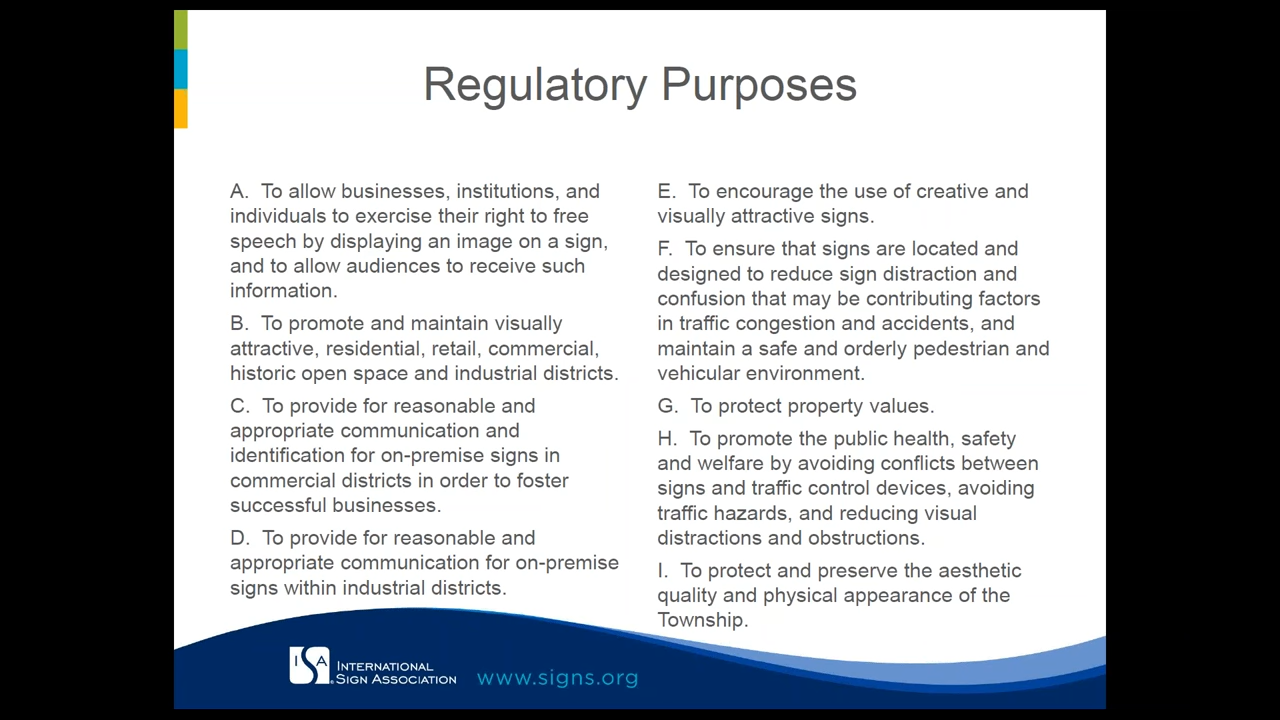 Regulatory Purposes
A. To allow businesses, institutions, and
individuals to exercise their right to free
speech by displaying an image on a sign,
and to allow audiences to receive such
information.
B. To promote and maintain visually
attractive, residential, retail, commercial,
historic open space and industrial districts.
C. To provide for reasonable and
appropriate communication and
identification for on-premise signs in
commercial districts in order to foster
successful businesses.
D. To provide for reasonable and
appropriate communication for on-premise
signs within industrial districts.
E. To encourage the use of creative and
visually attractive signs.
F. To ensure that signs are located and
designed to reduce sign distraction and
confusion that may be contributing factors
in traffic congestion and accidents, and
maintain a safe and orderly pedestrian and
vehicular environment.
G. To protect property values.
H. To promote the public health, safety
and welfare by avoiding conflicts between
signs and traffic control devices, avoiding
traffic hazards, and reducing visual
distractions and obstructions.
I. To protect and preserve the aesthetic
quality and physical appearance of the
Township.
ISA
INTERNATIONAL
SIGN ASSOCIATION
www.signs.org